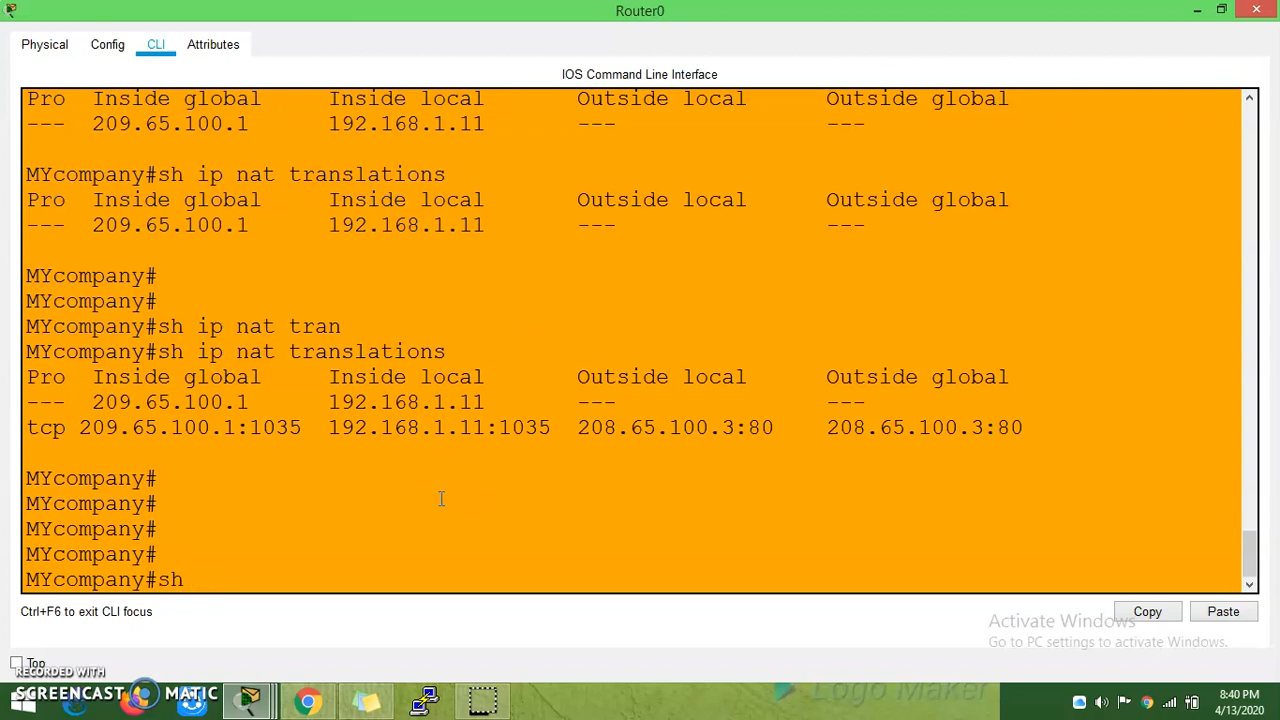 Router0
Physical Config CLI Attributes
IOS Command Line Interface
Pro Inside global Inside local Outside local Outside global
--- 209.65.100.1 192.168.1.11 --- ---
MYcompany#sh ip nat translations
Pro Inside global Inside local Outside local Outside global
--- 209.65.100.1 192.168.1.11 --- ---
MYcompany#
MYcompany#
MYcompany#sh ip nat tran
MYcompany#sh ip nat translations
Pro Inside global Inside local Outside local Outside global
--- 209.65.100.1 192.168.1.11 --- ---
tcp 209.65.100.1:1035 192.168.1.11:1035 208.65.100.3:80 208.65.100.3:80
MYcompany#
MYcompany#
MYcompany#
MYcompany#
MYcompany#sh
Ctrl+F6 to exit CLI focus
Copy Paste
Activate Windows
Go to PC settings to activate Windows.
Top
RECORDED WITH
SCREENCAST MATIC
Logo Maker
8:40 PM
4/13/2020